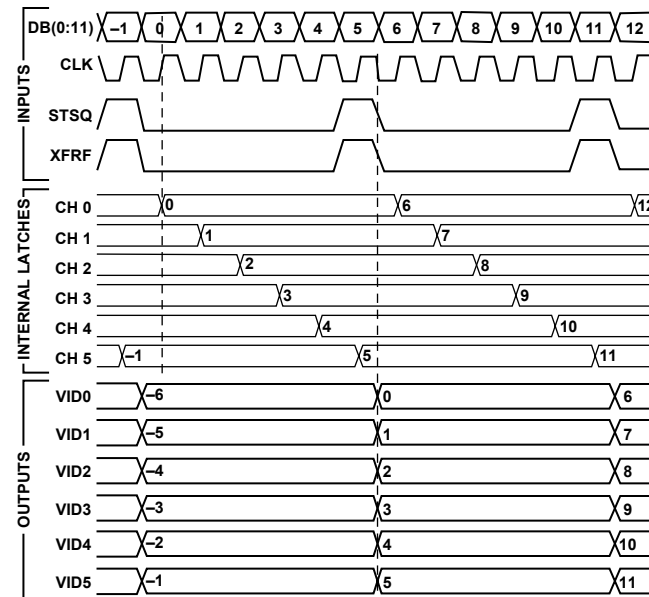 INPUTS
DB(0:11) –1 0 1 2 3 4 5 6 7 8 9 10 11 12
CLK
STSQ
XFRF
INTERNAL LATCHES
CH 0 0 6 12
CH 1 1 7
CH 2 2 8
CH 3 3 9
CH 4 4 10
CH 5 –1 5 11
OUTPUTS
VID0 –6 0 6
VID1 –5 1 7
VID2 –4 2 8
VID3 –3 3 9
VID4 –2 4 10
VID5 –1 5 11